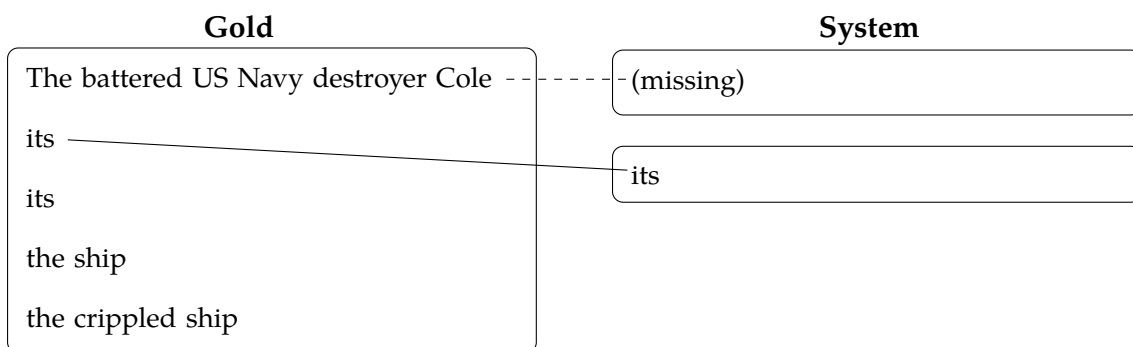 Gold
System
The battered US Navy destroyer Cole
(missing)
its
its
its
the ship
the crippled ship